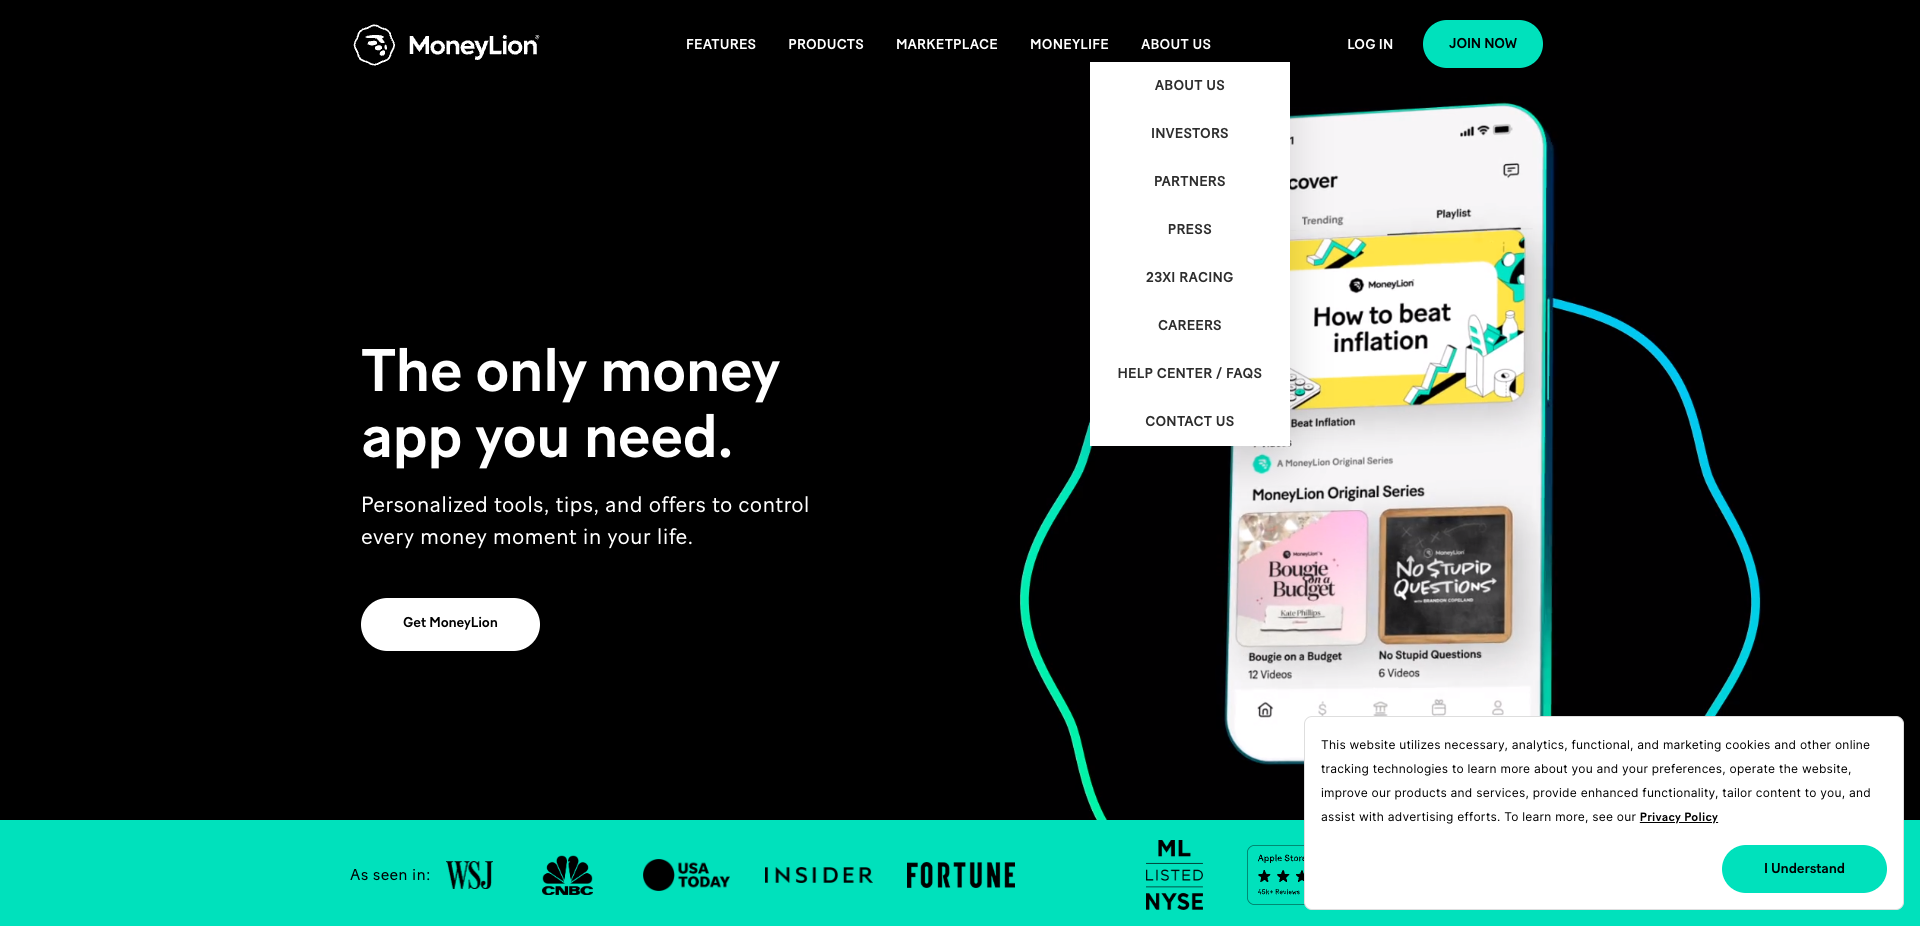 MoneyLion
FEATURES
PRODUCTS
MARKETPLACE
MONEYLIFE
ABOUT US
LOG IN
JOIN NOW
ABOUT US
INVESTORS
PARTNERS
PRESS
23XI RACING
CAREERS
HELP CENTER / FAQS
CONTACT US
The only money
app you need.
Personalized tools, tips, and offers to control
every money moment in your life.
Get MoneyLion
Trending
Playlist
MoneyLion
How to beat
inflation
Beat Inflation
A MoneyLion Original Series
MoneyLion Original Series
MoneyLion's
Bougie
on a
Budget
Kate Phillips
MoneyLion
NO $TUPID
QUESTIONS
WITH BRANDON COPELAND
Bougie on a Budget
12 Videos
No Stupid Questions
6 Videos
This website utilizes necessary, analytics, functional, and marketing cookies and other online
tracking technologies to learn more about you and your preferences, operate the website,
improve our products and services, provide enhanced functionality, tailor content to you, and
assist with advertising efforts. To learn more, see our Privacy Policy
I Understand
As seen in:
WSJ
CNBC
USA
TODAY
INSIDER
FORTUNE
ML
LISTED
NYSE
Apple Store
45k+ Reviews